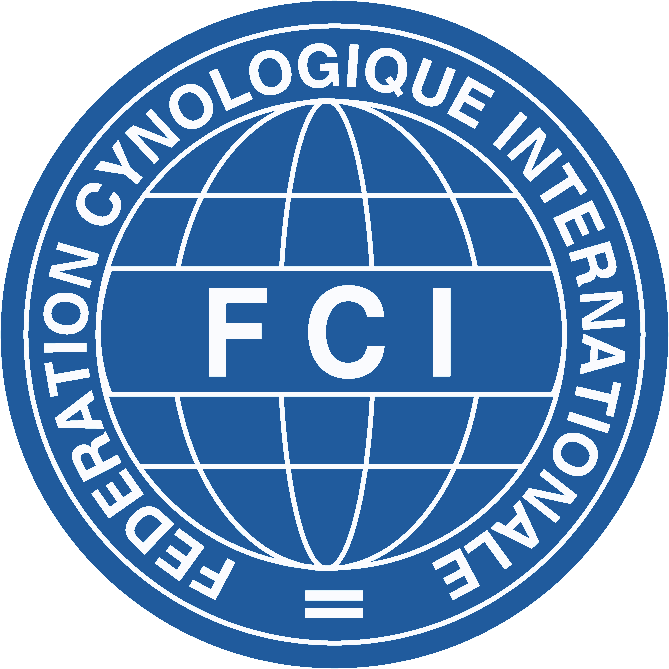 FEDERATION CYNOLOGIQUE INTERNATIONALE
FCI
=